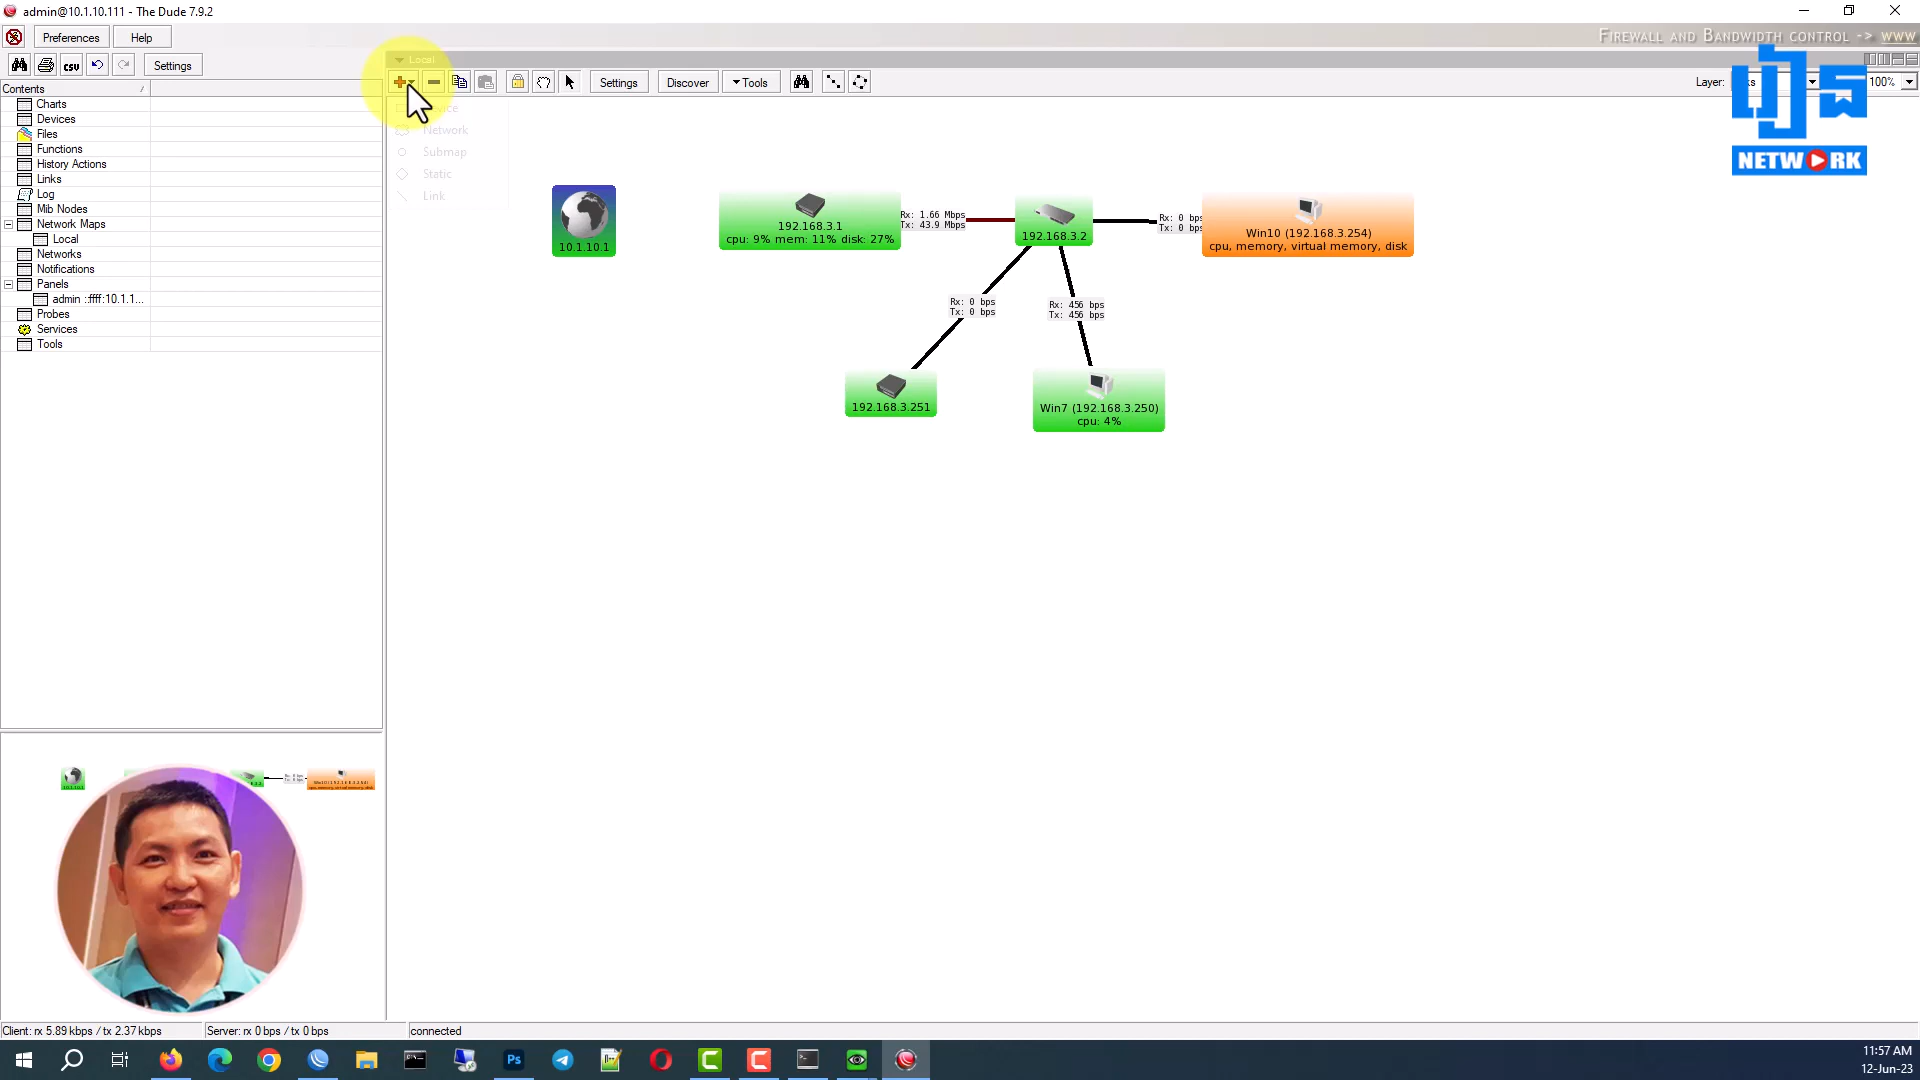 admin@10.1.10.111 - The Dude 7.9.2
Preferences
Help
FIREWALL AND BANDWIDTH CONTROL -> WWW
CSV
Settings
Local
Settings
Discover
Tools
Layer:
100%
NETWORK
Contents
Charts
Devices
Files
Functions
History Actions
Links
Log
Mib Nodes
Network Maps
Local
Networks
Notifications
Panels
admin ::ffff:10.1.1...
Probes
Services
Tools
Network
Submap
Static
Link
10.1.10.1
192.168.3.1
cpu: 9% mem: 11% disk: 27%
Rx: 1.66 Mbps
Tx: 43.9 Mbps
192.168.3.2
Rx: 0 bps
Tx: 0 bps
Win10 (192.168.3.254)
cpu, memory, virtual memory, disk
Rx: 0 bps
Tx: 0 bps
Rx: 456 bps
Tx: 456 bps
192.168.3.251
Win7 (192.168.3.250)
cpu: 4%
Client: rx 5.89 kbps / tx 2.37 kbps
Server: rx 0 bps / tx 0 bps
connected
Ps
11:57 AM
12-Jun-23